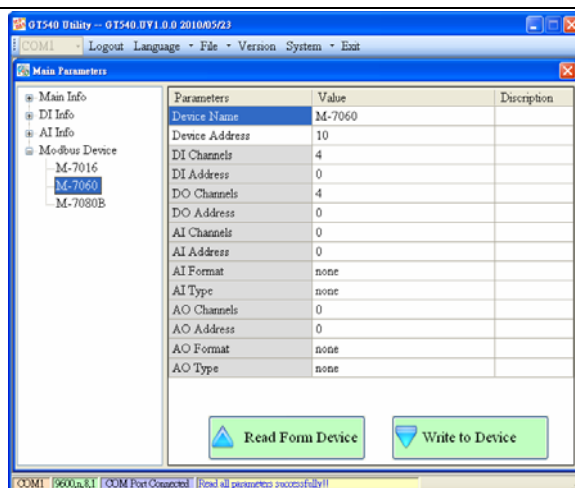 GT540 Utility -- GT540.UV1.0.0 2010/05/23
COM1 Logout Language File Version System Exit
Main Parameters
Main Info
DI Info
AI Info
Modbus Device
M-7016
M-7060
M-7080B
Parameters Value Discription
Device Name M-7060
Device Address 10
DI Channels 4
DI Address 0
DO Channels 4
DO Address 0
AI Channels 0
AI Address 0
AI Format none
AI Type none
AO Channels 0
AO Address 0
AO Format none
AO Type none
Read Form Device Write to Device
COM1 9600,n,8,1 COM Port Connected Read all parameters successfully!!